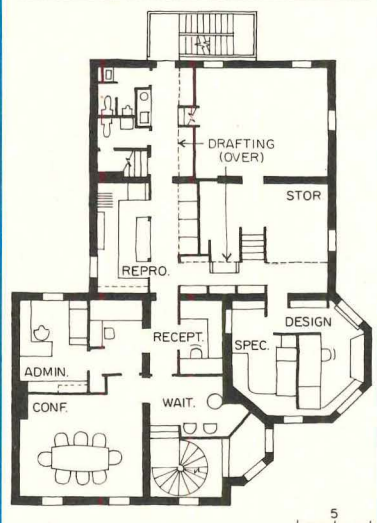 DRAFTING
(OVER)
STOR
REPRO.
DESIGN
RECEPT.
SPEC.
ADMIN.
CONF.
WAIT.
5